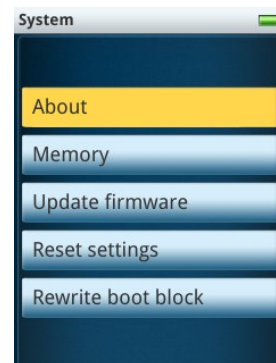 System
About
Memory
Update firmware
Reset settings
Rewrite boot block